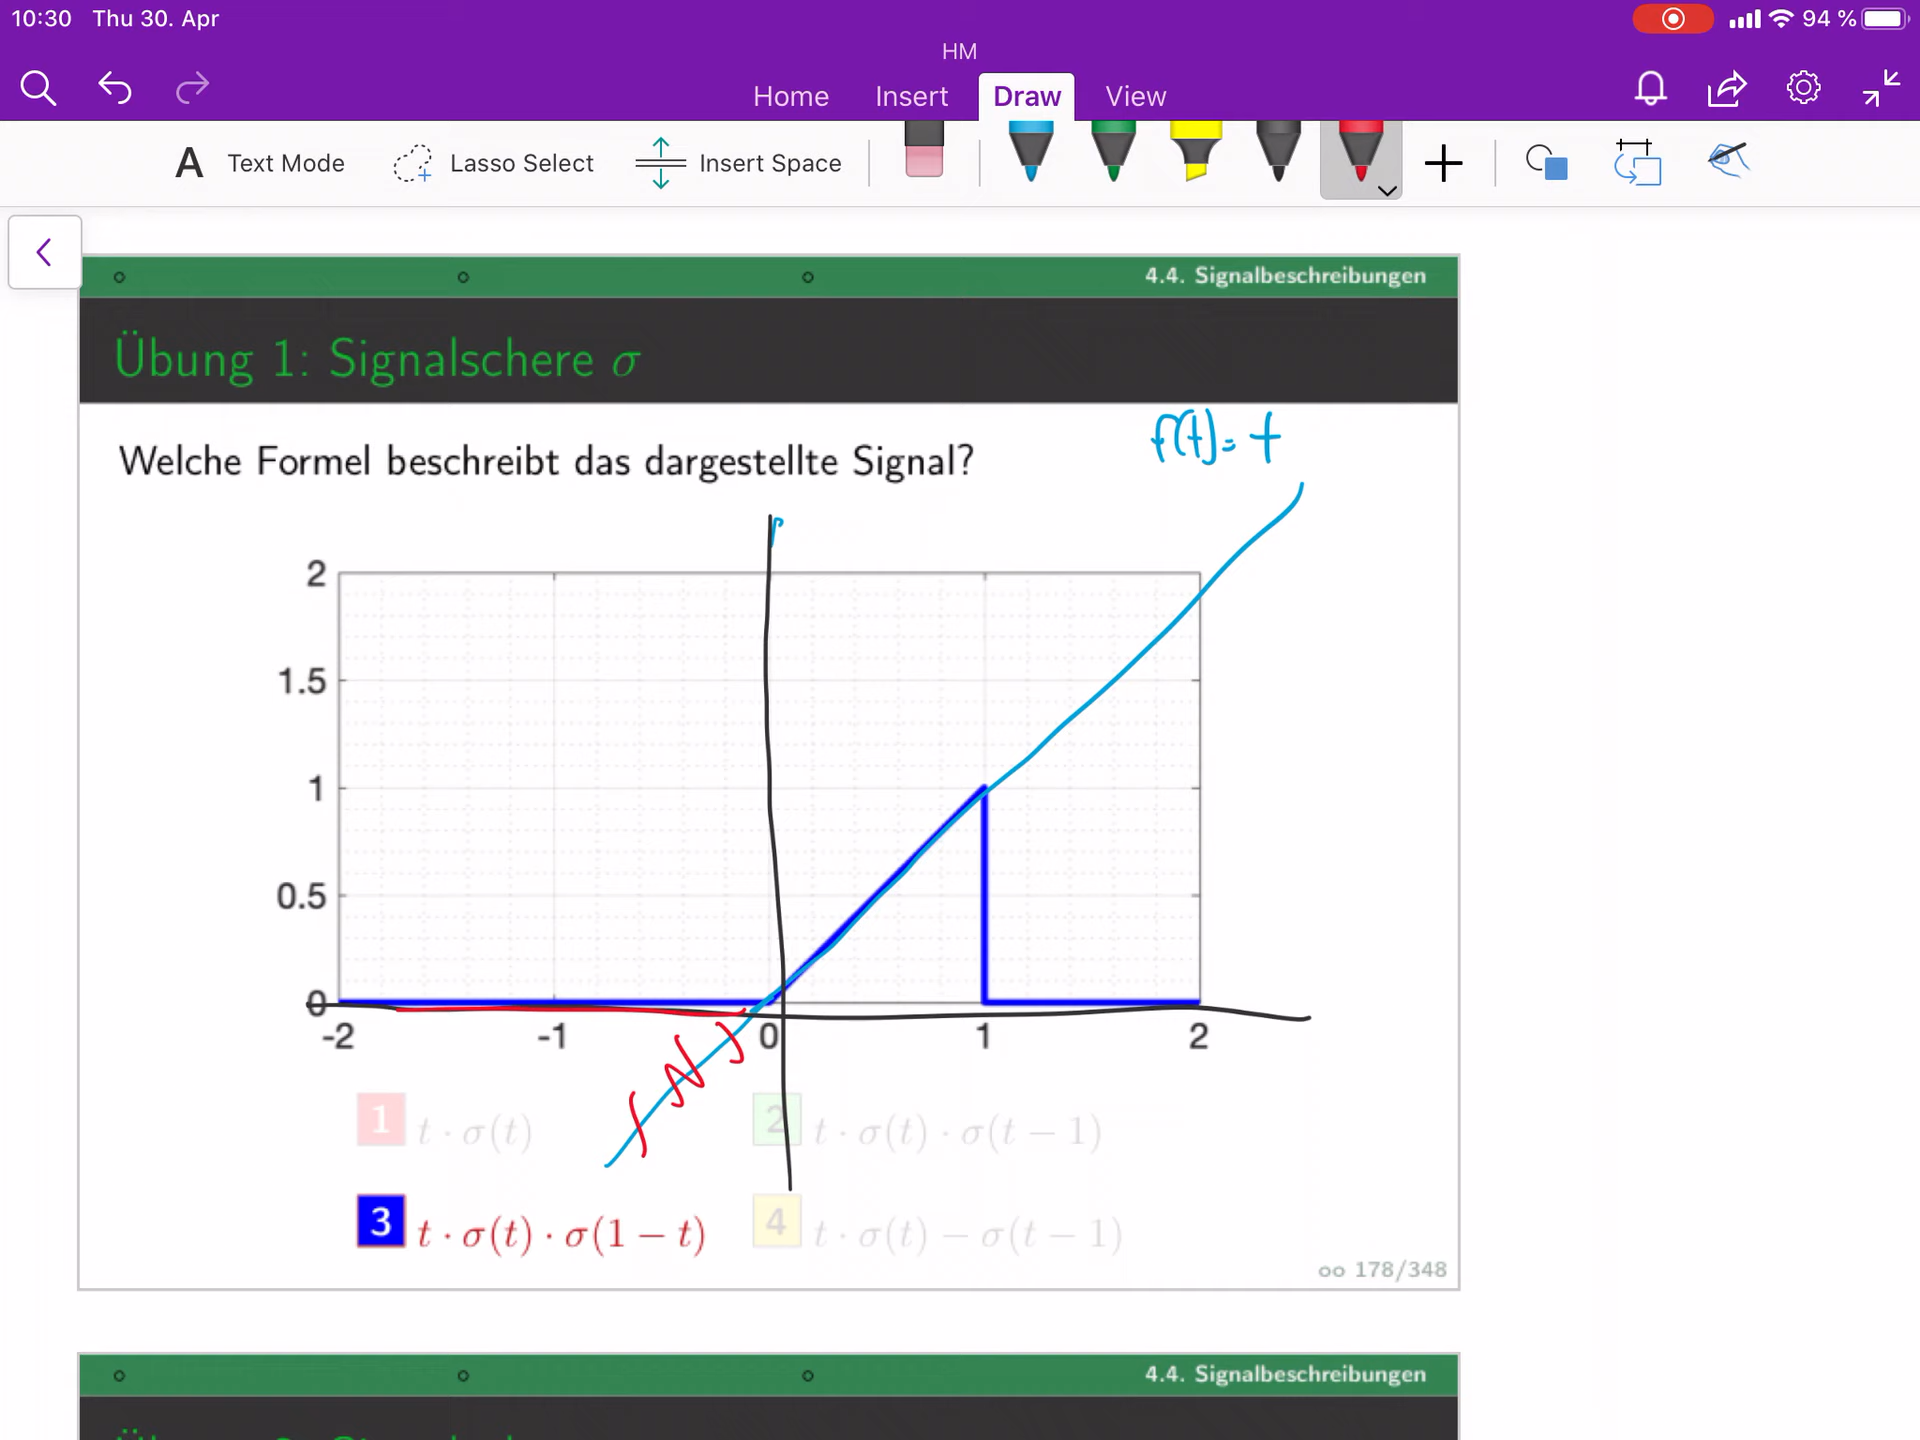 10:30 Thu 30. Apr 94 %
HM
Home Insert Draw View
A Text Mode Lasso Select Insert Space
4.4. Signalbeschreibungen
Übung 1: Signalschere σ
f(t) = t
Welche Formel beschreibt das dargestellte Signal?
2
1.5
1
0.5
0
-2 -1 0 1 2
1 t · σ(t) 2 t · σ(t) · σ(t − 1)
3 t · σ(t) · σ(1 − t) 4 t · σ(t) − σ(t − 1)
oo 178/348
4.4. Signalbeschreibungen